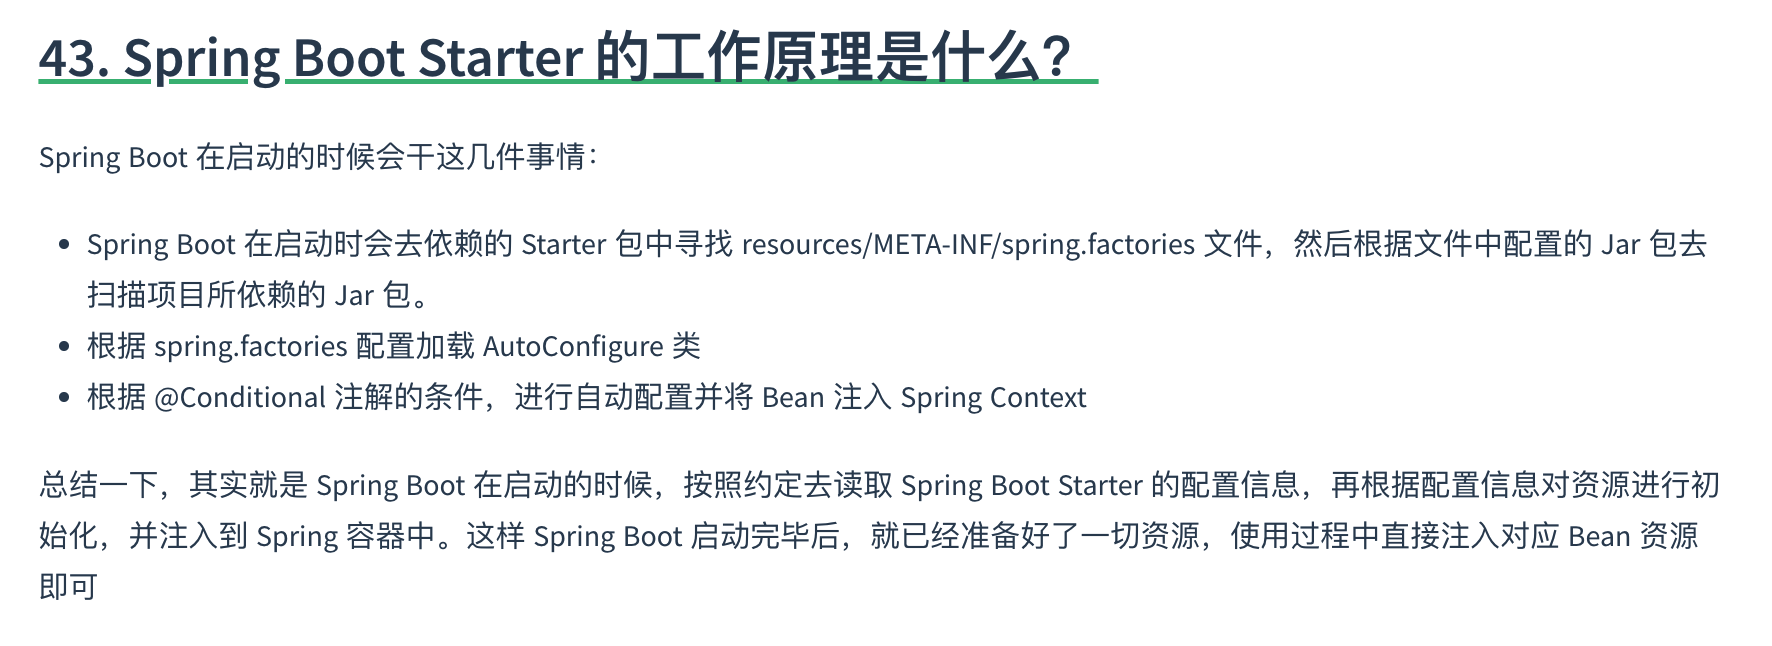 43. Spring Boot Starter 的工作原理是什么？
Spring Boot 在启动的时候会干这几件事情：
• Spring Boot 在启动时会去依赖的 Starter 包中寻找 resources/META-INF/spring.factories 文件，然后根据文件中配置的 Jar 包去
扫描项目所依赖的 Jar 包。
• 根据 spring.factories 配置加载 AutoConfigure 类
• 根据 @Conditional 注解的条件，进行自动配置并将 Bean 注入 Spring Context
总结一下，其实就是 Spring Boot 在启动的时候，按照约定去读取 Spring Boot Starter 的配置信息，再根据配置信息对资源进行初
始化，并注入到 Spring 容器中。这样 Spring Boot 启动完毕后，就已经准备好了一切资源，使用过程中直接注入对应 Bean 资源
即可